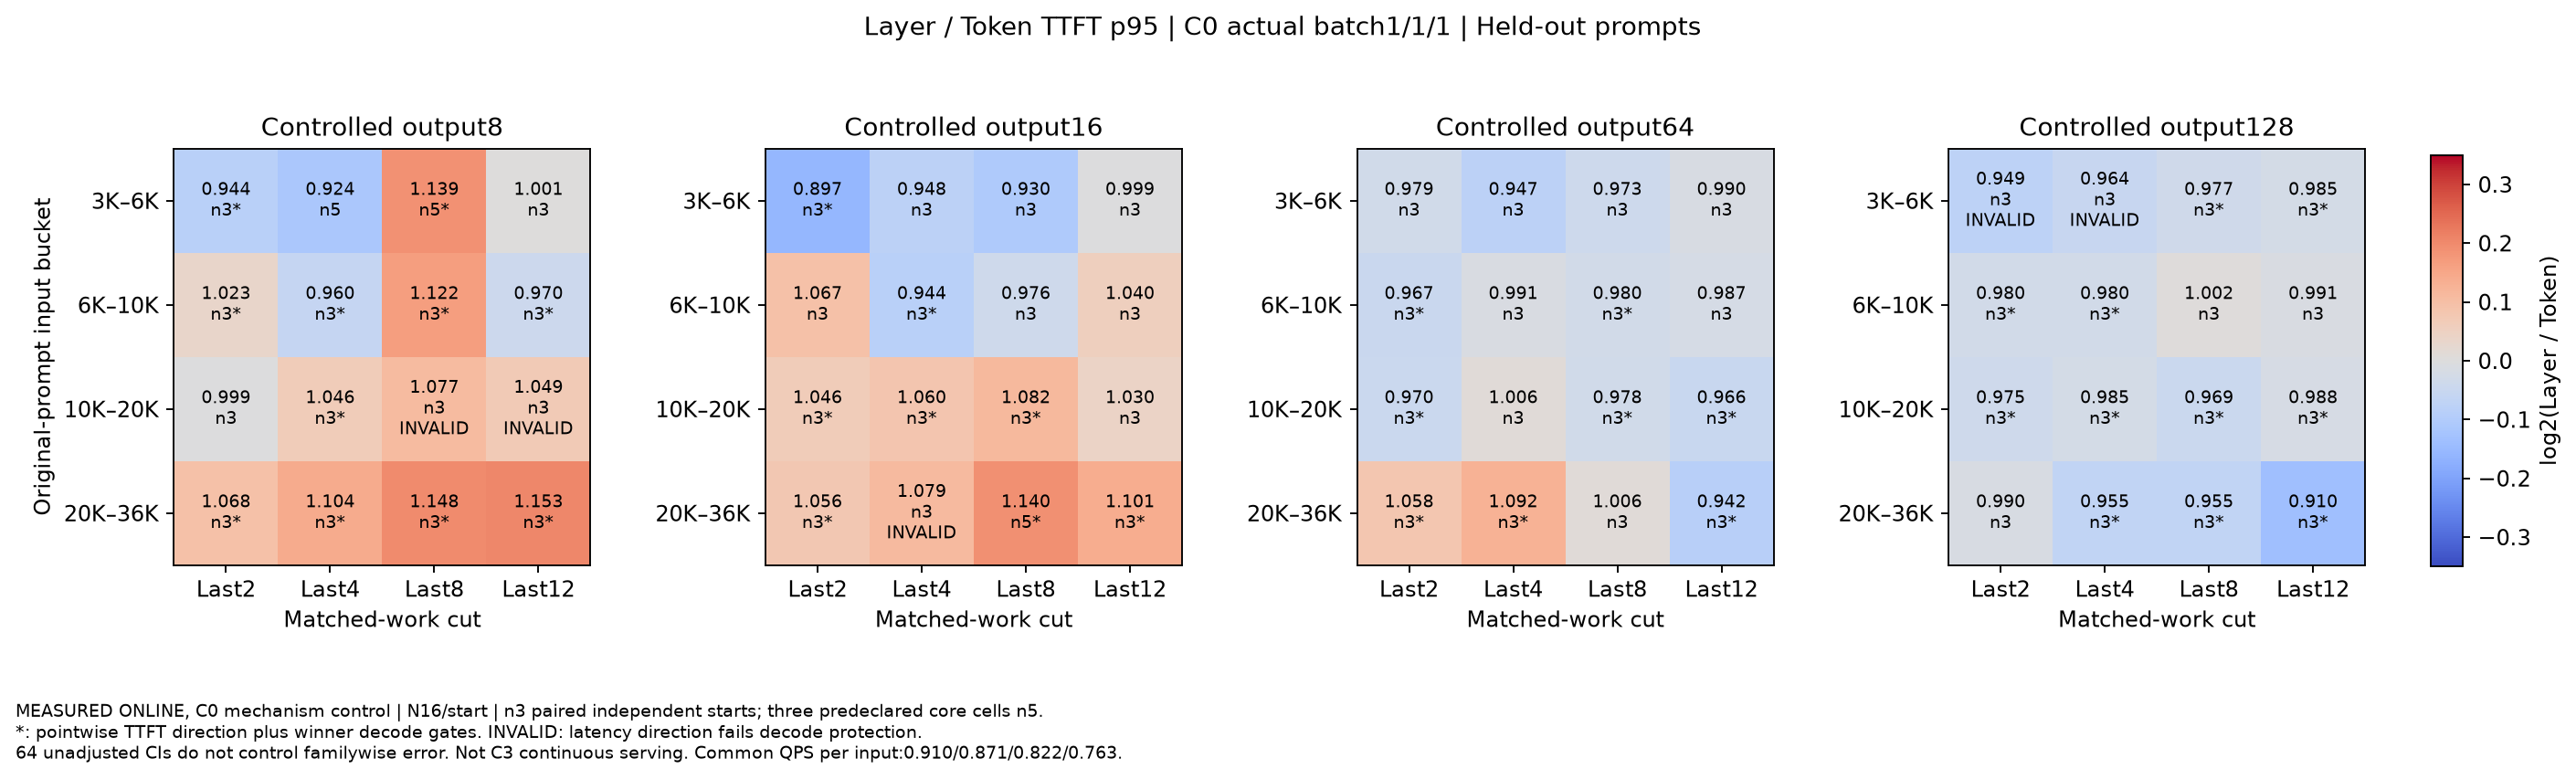 Layer / Token TTFT p95 | C0 actual batch1/1/1 | Held-out prompts
Controlled output8
Original-prompt input bucket
3K–6K
0.944 n3*
0.924 n5
1.139 n5*
1.001 n3
6K–10K
1.023 n3*
0.960 n3*
1.122 n3*
0.970 n3*
10K–20K
0.999 n3
1.046 n3*
1.077 n3 INVALID
1.049 n3 INVALID
20K–36K
1.068 n3*
1.104 n3*
1.148 n3*
1.153 n3*
Last2 Last4 Last8 Last12
Matched-work cut
Controlled output16
3K–6K
0.897 n3*
0.948 n3
0.930 n3
0.999 n3
6K–10K
1.067 n3
0.944 n3*
0.976 n3
1.040 n3
10K–20K
1.046 n3*
1.060 n3*
1.082 n3*
1.030 n3
20K–36K
1.056 n3*
1.079 n3 INVALID
1.140 n5*
1.101 n3*
Last2 Last4 Last8 Last12
Matched-work cut
Controlled output64
3K–6K
0.979 n3
0.947 n3
0.973 n3
0.990 n3
6K–10K
0.967 n3*
0.991 n3
0.980 n3*
0.987 n3
10K–20K
0.970 n3*
1.006 n3
0.978 n3*
0.966 n3*
20K–36K
1.058 n3*
1.092 n3*
1.006 n3
0.942 n3*
Last2 Last4 Last8 Last12
Matched-work cut
Controlled output128
3K–6K
0.949 n3 INVALID
0.964 n3 INVALID
0.977 n3*
0.985 n3*
6K–10K
0.980 n3*
0.980 n3*
1.002 n3
0.991 n3
10K–20K
0.975 n3*
0.985 n3*
0.969 n3*
0.988 n3*
20K–36K
0.990 n3
0.955 n3*
0.955 n3*
0.910 n3*
Last2 Last4 Last8 Last12
Matched-work cut
0.3
0.2
0.1
0.0
−0.1
−0.2
−0.3
log2(Layer / Token)
MEASURED ONLINE, C0 mechanism control | N16/start | n3 paired independent starts; three predeclared core cells n5.
*: pointwise TTFT direction plus winner decode gates. INVALID: latency direction fails decode protection.
64 unadjusted CIs do not control familywise error. Not C3 continuous serving. Common QPS per input:0.910/0.871/0.822/0.763.